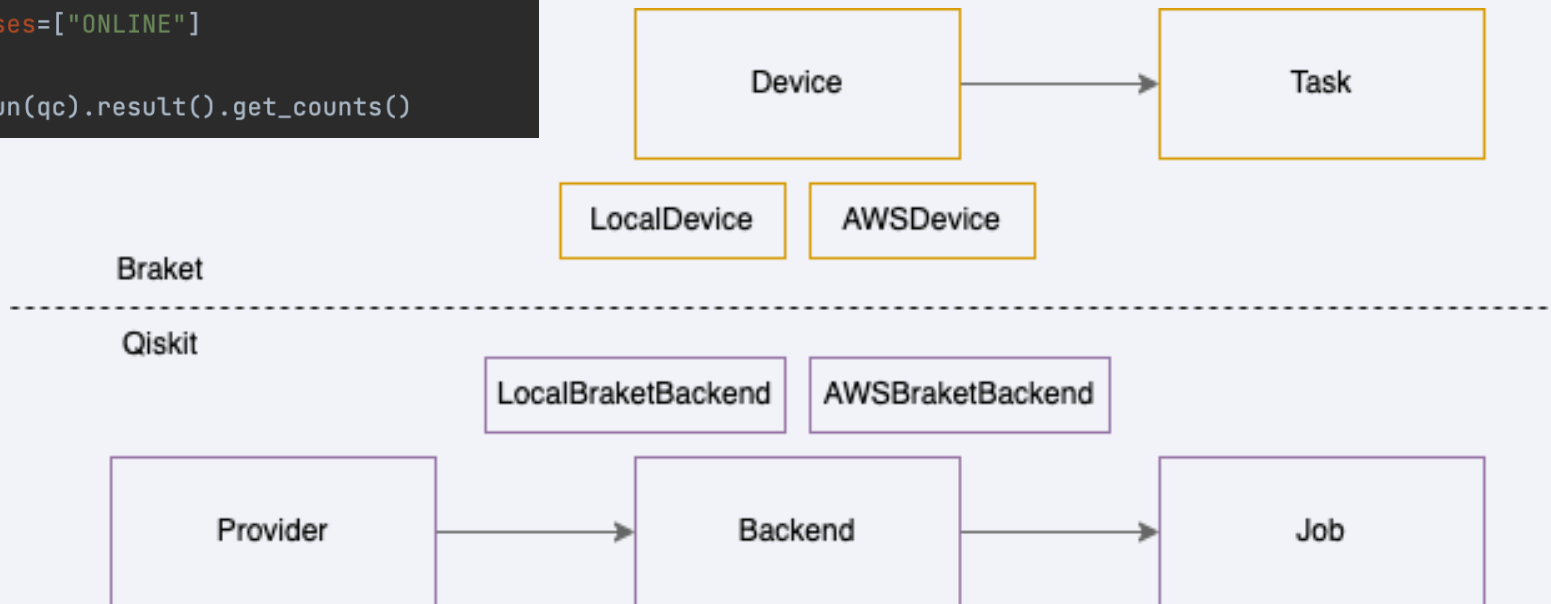 ses=["ONLINE"]
un(qc).result().get_counts()
Device
Task
LocalDevice
AWSDevice
Braket
Qiskit
LocalBraketBackend
AWSBraketBackend
Provider
Backend
Job